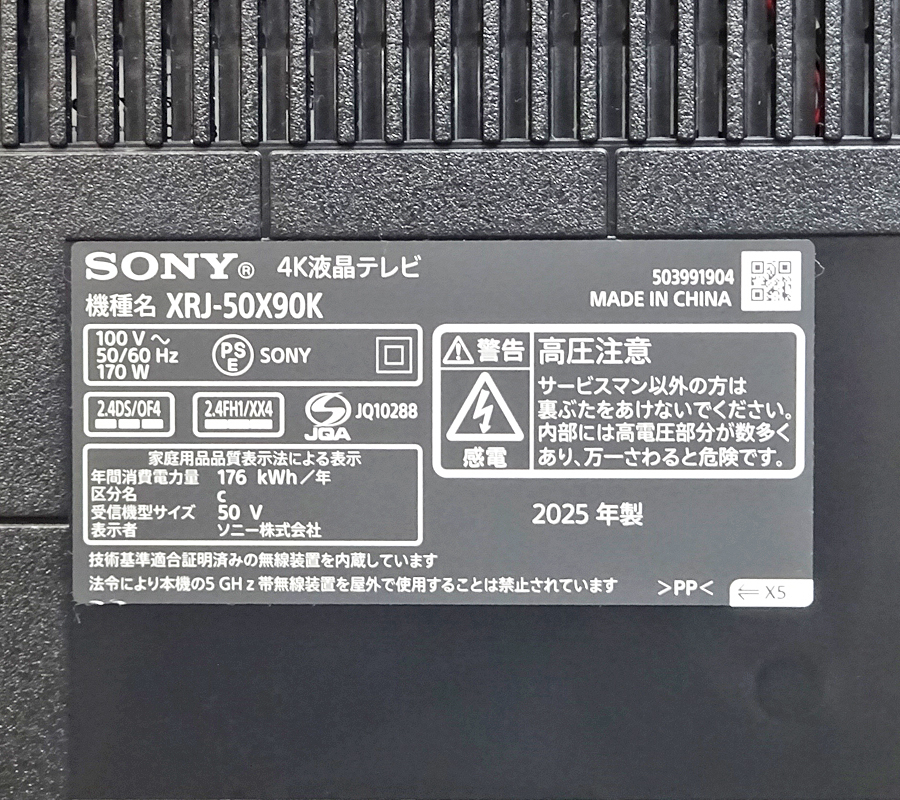 SONY® 4K液晶テレビ
機種名 XRJ-50X90K
503991904
MADE IN CHINA
100 V ～
50/60 Hz
170 W
PSE SONY
2.4DS/OF4
2.4FH1/XX4
JQA JQ10288
家庭用品品質表示法による表示
年間消費電力量 176 kWh／年
区分名 C
受信機型サイズ 50 V
表示者 ソニー株式会社
警告 高圧注意
感電
サービスマン以外の方は
裏ぶたをあけないでください。
内部には高電圧部分が数多く
あり、万一さわると危険です。
2025 年製
技術基準適合証明済みの無線装置を内蔵しています
法令により本機の5 GHz 帯無線装置を屋外で使用することは禁止されています
>PP<
⇐ X5